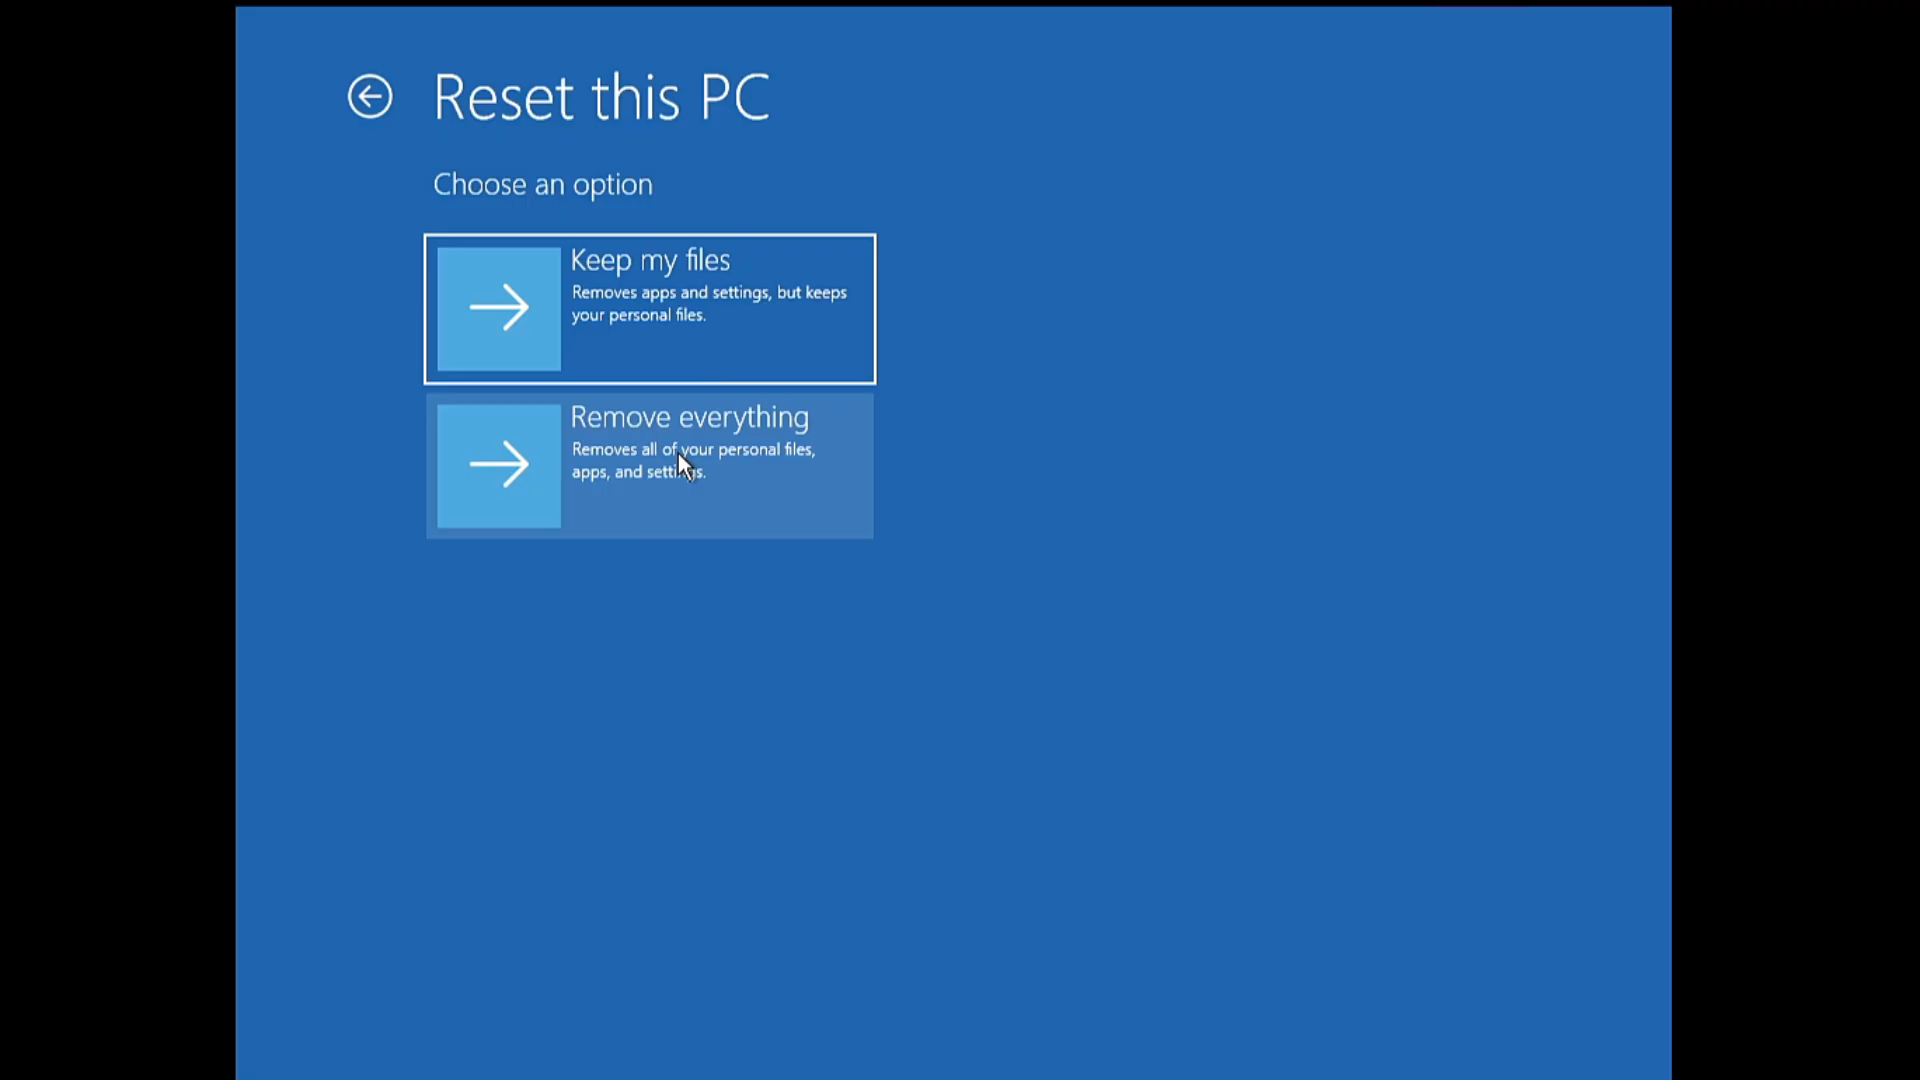 Reset this PC
Choose an option
Keep my files
Removes apps and settings, but keeps
your personal files.
Remove everything
Removes all of your personal files,
apps, and settings.